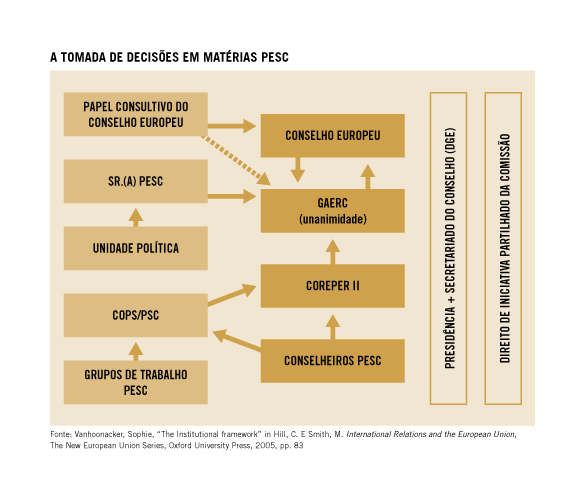 A TOMADA DE DECISÕES EM MATÉRIAS PESC
PAPEL CONSULTIVO DO
CONSELHO EUROPEU
CONSELHO EUROPEU
SR.(A) PESC
GAERC
(unanimidade)
UNIDADE POLÍTICA
COREPER II
COPS/PSC
CONSELHEIROS PESC
GRUPOS DE TRABALHO
PESC
PRESIDÊNCIA + SECRETARIADO DO CONSELHO (DGE)
DIREITO DE INICIATIVA PARTILHADO DA COMISSÃO
Fonte: Vanhoonacker, Sophie, “The Institutional framework” in Hill, C. E Smith, M. International Relations and the European Union,
The New European Union Series, Oxford University Press, 2005, pp. 83